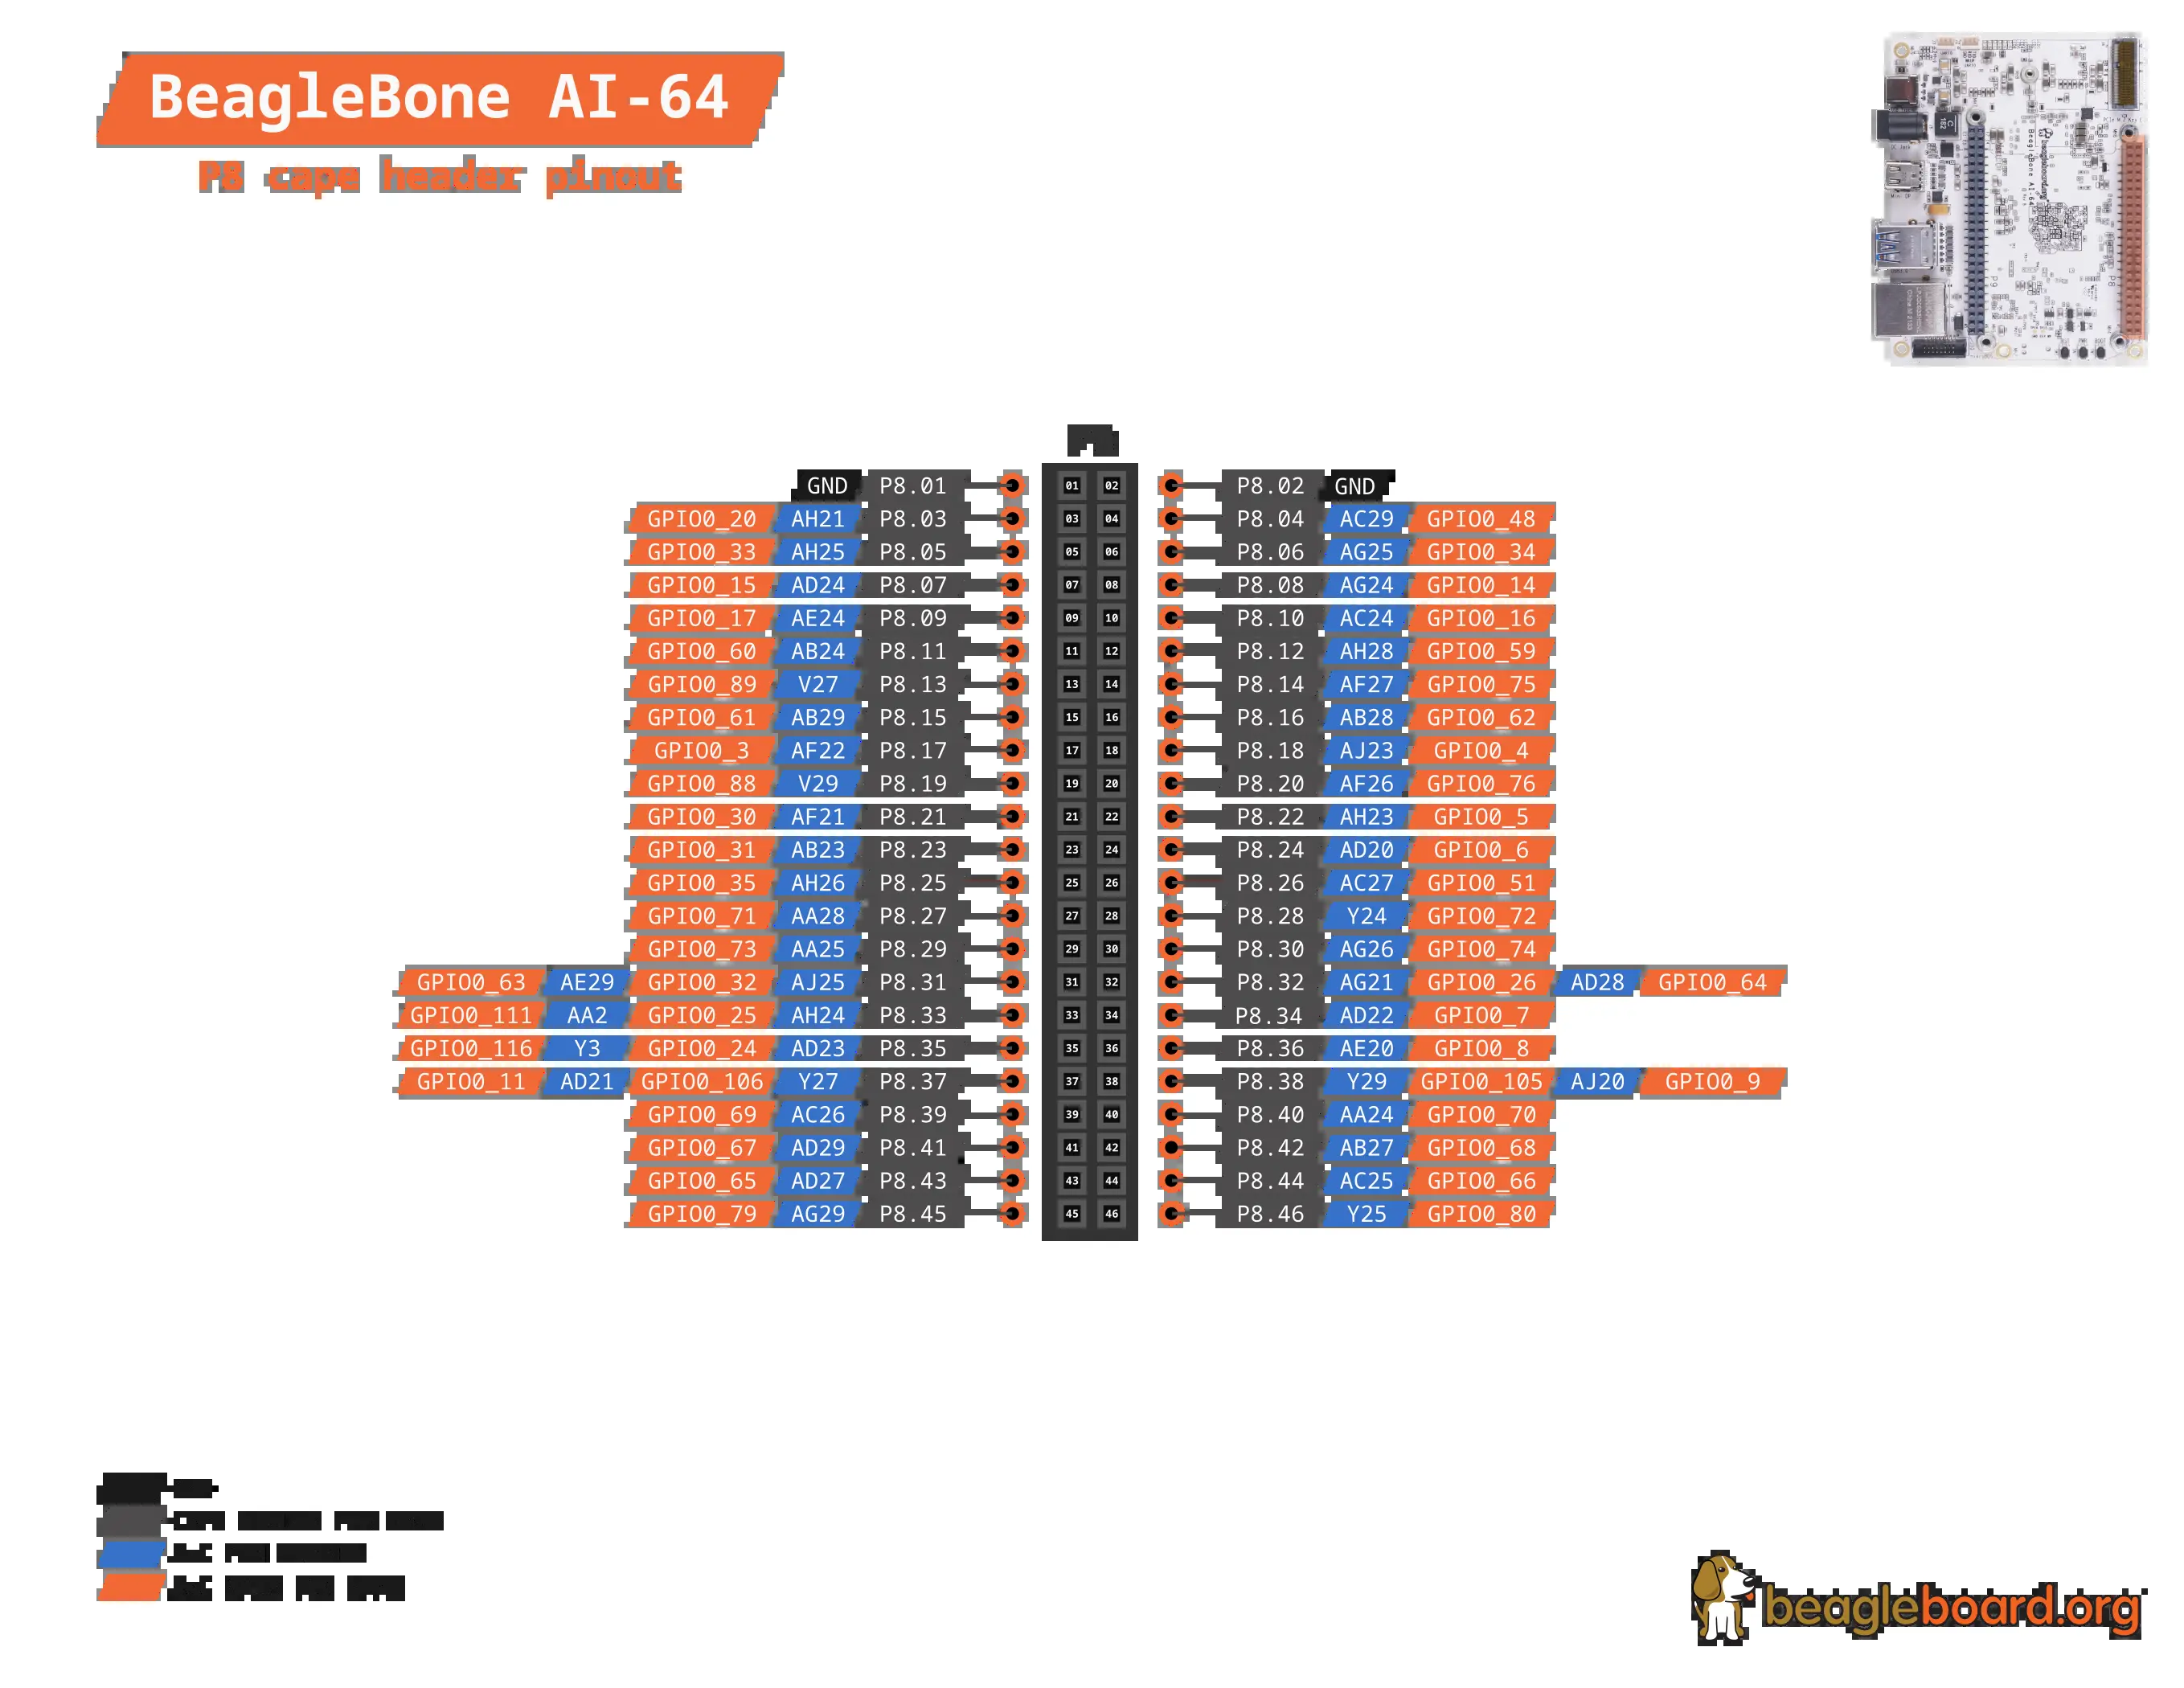 BeagleBone AI-64
P8 cape header pinout
GND P8.01 01 02 P8.02 GND
GPIO0_20 AH21 P8.03 03 04 P8.04 AC29 GPIO0_48
GPIO0_33 AH25 P8.05 05 06 P8.06 AG25 GPIO0_34
GPIO0_15 AD24 P8.07 07 08 P8.08 AG24 GPIO0_14
GPIO0_17 AE24 P8.09 09 10 P8.10 AC24 GPIO0_16
GPIO0_60 AB24 P8.11 11 12 P8.12 AH28 GPIO0_59
GPIO0_89 V27 P8.13 13 14 P8.14 AF27 GPIO0_75
GPIO0_61 AB29 P8.15 15 16 P8.16 AB28 GPIO0_62
GPIO0_3 AF22 P8.17 17 18 P8.18 AJ23 GPIO0_4
GPIO0_88 V29 P8.19 19 20 P8.20 AF26 GPIO0_76
GPIO0_30 AF21 P8.21 21 22 P8.22 AH23 GPIO0_5
GPIO0_31 AB23 P8.23 23 24 P8.24 AD20 GPIO0_6
GPIO0_35 AH26 P8.25 25 26 P8.26 AC27 GPIO0_51
GPIO0_71 AA28 P8.27 27 28 P8.28 Y24 GPIO0_72
GPIO0_73 AA25 P8.29 29 30 P8.30 AG26 GPIO0_74
GPIO0_63 AE29 GPIO0_32 AJ25 P8.31 31 32 P8.32 AG21 GPIO0_26 AD28 GPIO0_64
GPIO0_111 AA2 GPIO0_25 AH24 P8.33 33 34 P8.34 AD22 GPIO0_7
GPIO0_116 Y3 GPIO0_24 AD23 P8.35 35 36 P8.36 AE20 GPIO0_8
GPIO0_11 AD21 GPIO0_106 Y27 P8.37 37 38 P8.38 Y29 GPIO0_105 AJ20 GPIO0_9
GPIO0_69 AC26 P8.39 39 40 P8.40 AA24 GPIO0_70
GPIO0_67 AD29 P8.41 41 42 P8.42 AB27 GPIO0_68
GPIO0_65 AD27 P8.43 43 44 P8.44 AC25 GPIO0_66
GPIO0_79 AG29 P8.45 45 46 P8.46 Y25 GPIO0_80
beagleboard.org